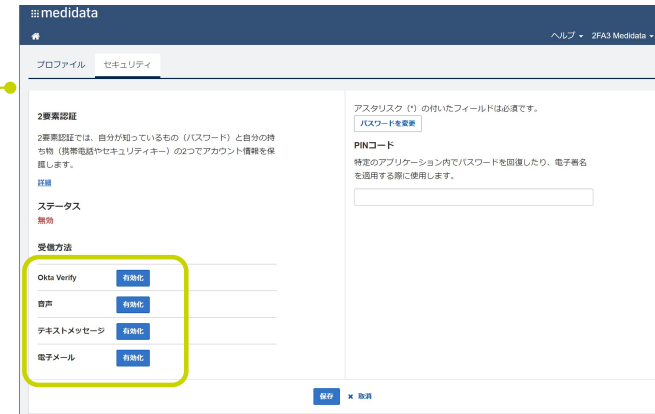 medidata
ヘルプ 2FA3 Medidata
プロファイル セキュリティ
2要素認証
2要素認証では、自分が知っているもの（パスワード）と自分の持
ち物（携帯電話やセキュリティキー）の2つでアカウント情報を保
護します。
詳細
ステータス
無効
受信方法
Okta Verify 有効化
音声 有効化
テキストメッセージ 有効化
電子メール 有効化
アスタリスク（*）の付いたフィールドは必須です。
パスワードを変更
PINコード
特定のアプリケーション内でパスワードを回復したり、電子署名
を適用する際に使用します。
保存 × 取消